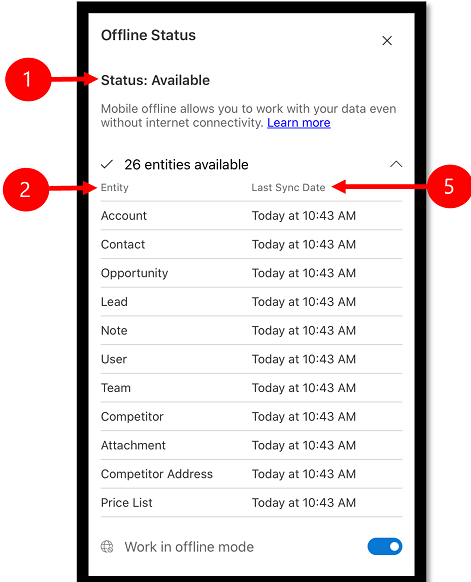 Offline Status
1
Status: Available
Mobile offline allows you to work with your data even
without internet connectivity. Learn more
26 entities available
2
Entity Last Sync Date
5
Account Today at 10:43 AM
Contact Today at 10:43 AM
Opportunity Today at 10:43 AM
Lead Today at 10:43 AM
Note Today at 10:43 AM
User Today at 10:43 AM
Team Today at 10:43 AM
Competitor Today at 10:43 AM
Attachment Today at 10:43 AM
Competitor Address Today at 10:43 AM
Price List Today at 10:43 AM
Work in offline mode